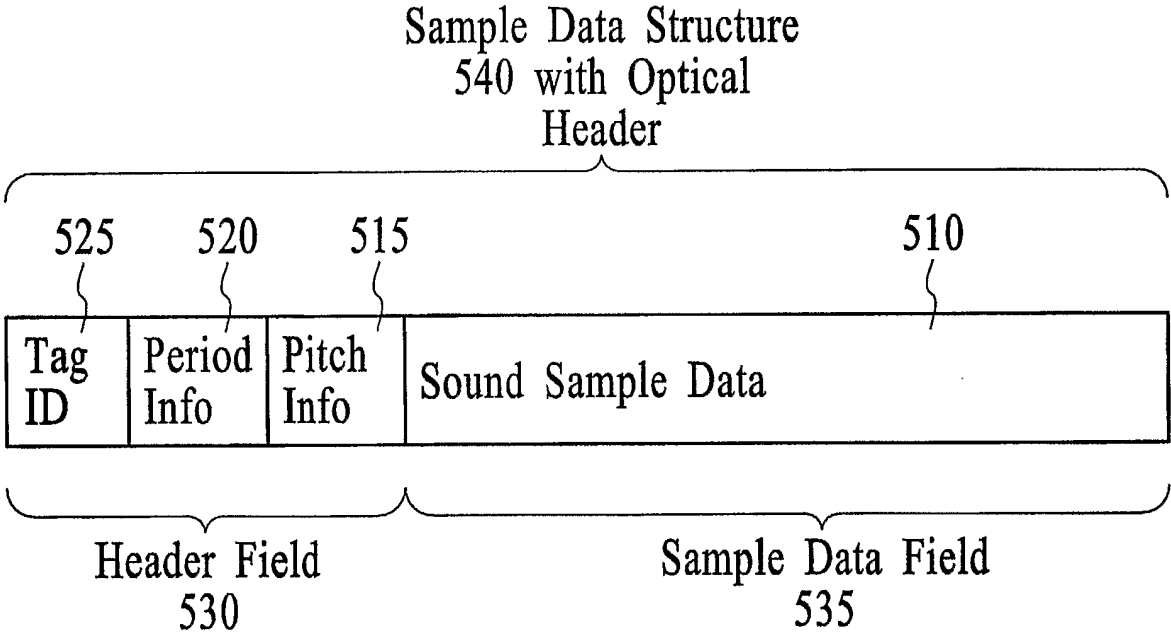 Sample Data Structure
540 with Optical
Header
525 520 515 510
Tag Period Pitch Sound Sample Data
ID Info Info
Header Field Sample Data Field
530 535